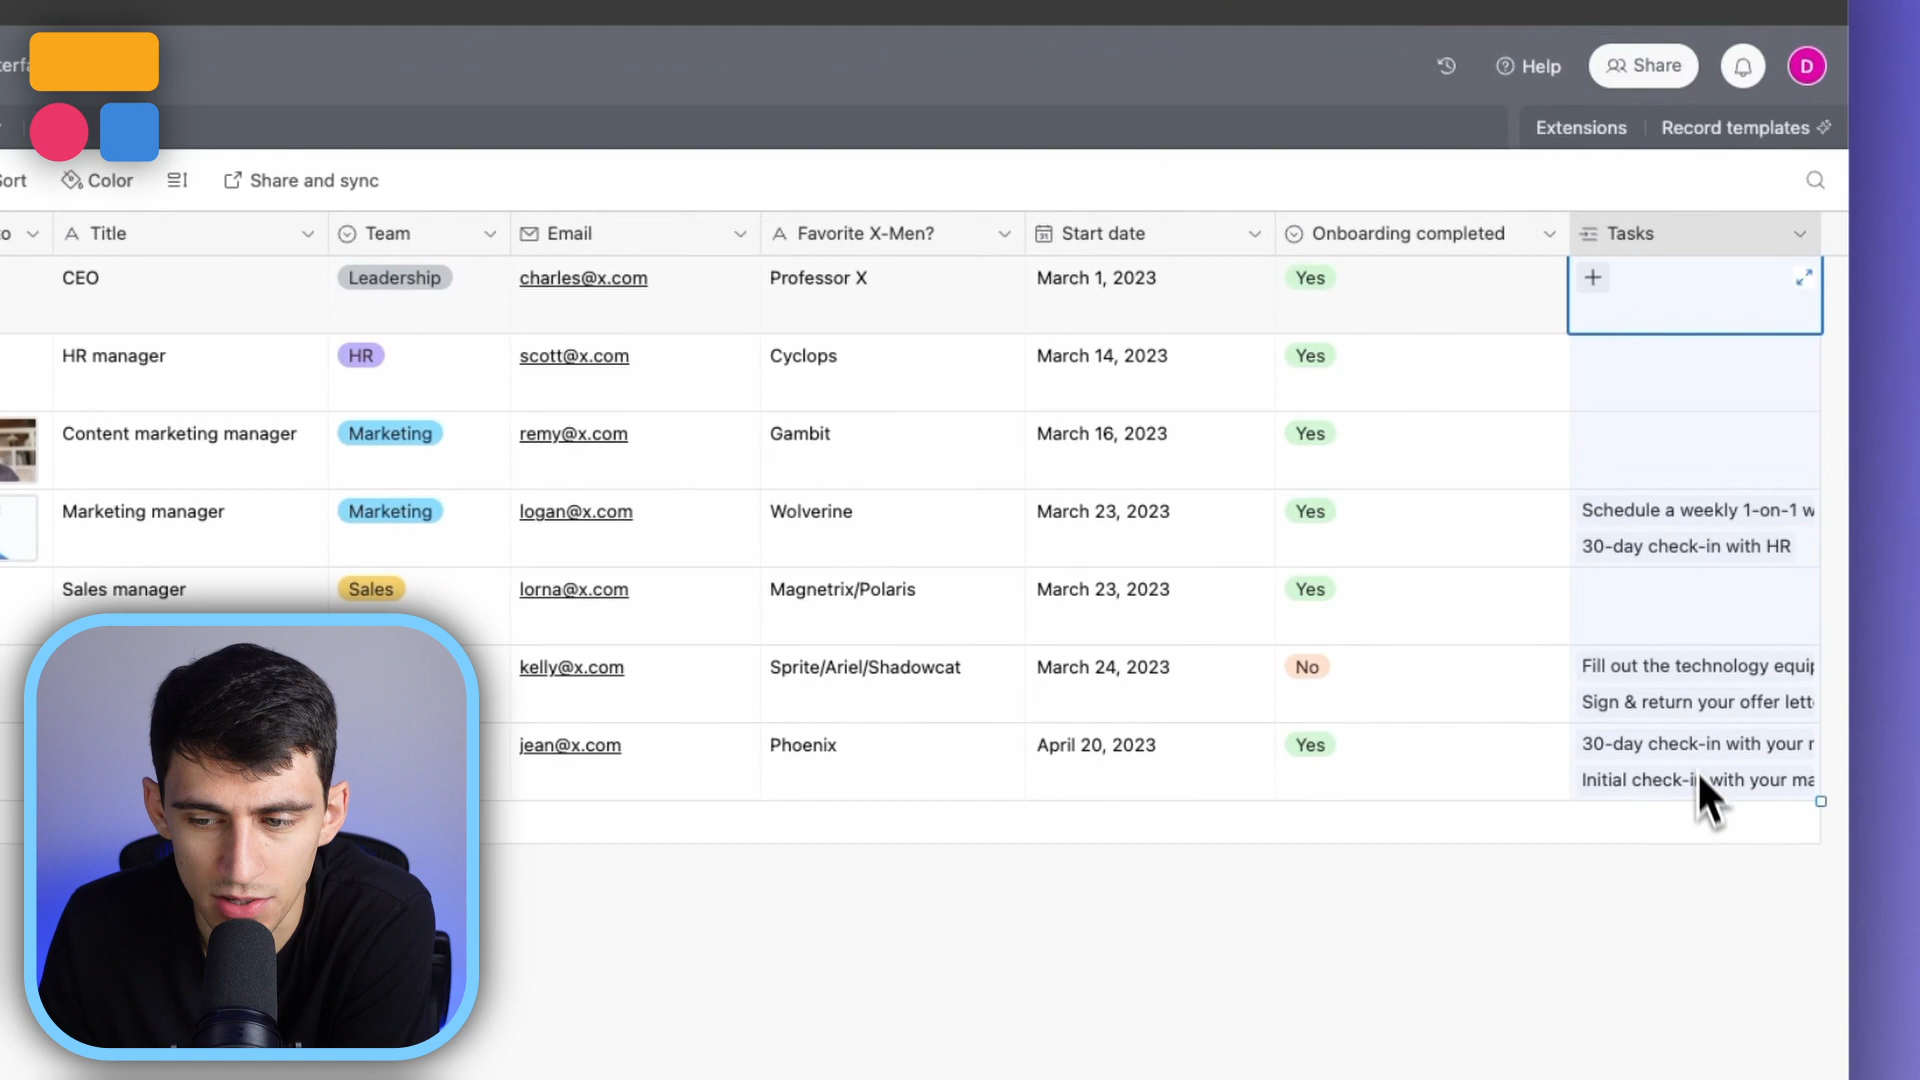 Help
Share
D
Extensions
Record templates
Color
Share and sync
Title
Team
Email
Favorite X-Men?
Start date
Onboarding completed
Tasks
CEO
Leadership
charles@x.com
Professor X
March 1, 2023
Yes
HR manager
HR
scott@x.com
Cyclops
March 14, 2023
Yes
Content marketing manager
Marketing
remy@x.com
Gambit
March 16, 2023
Yes
Marketing manager
Marketing
logan@x.com
Wolverine
March 23, 2023
Yes
Schedule a weekly 1-on-1 w
30-day check-in with HR
Sales manager
Sales
lorna@x.com
Magnetrix/Polaris
March 23, 2023
Yes
kelly@x.com
Sprite/Ariel/Shadowcat
March 24, 2023
No
Fill out the technology equip
Sign & return your offer lett
jean@x.com
Phoenix
April 20, 2023
Yes
30-day check-in with your
Initial check-in with your ma